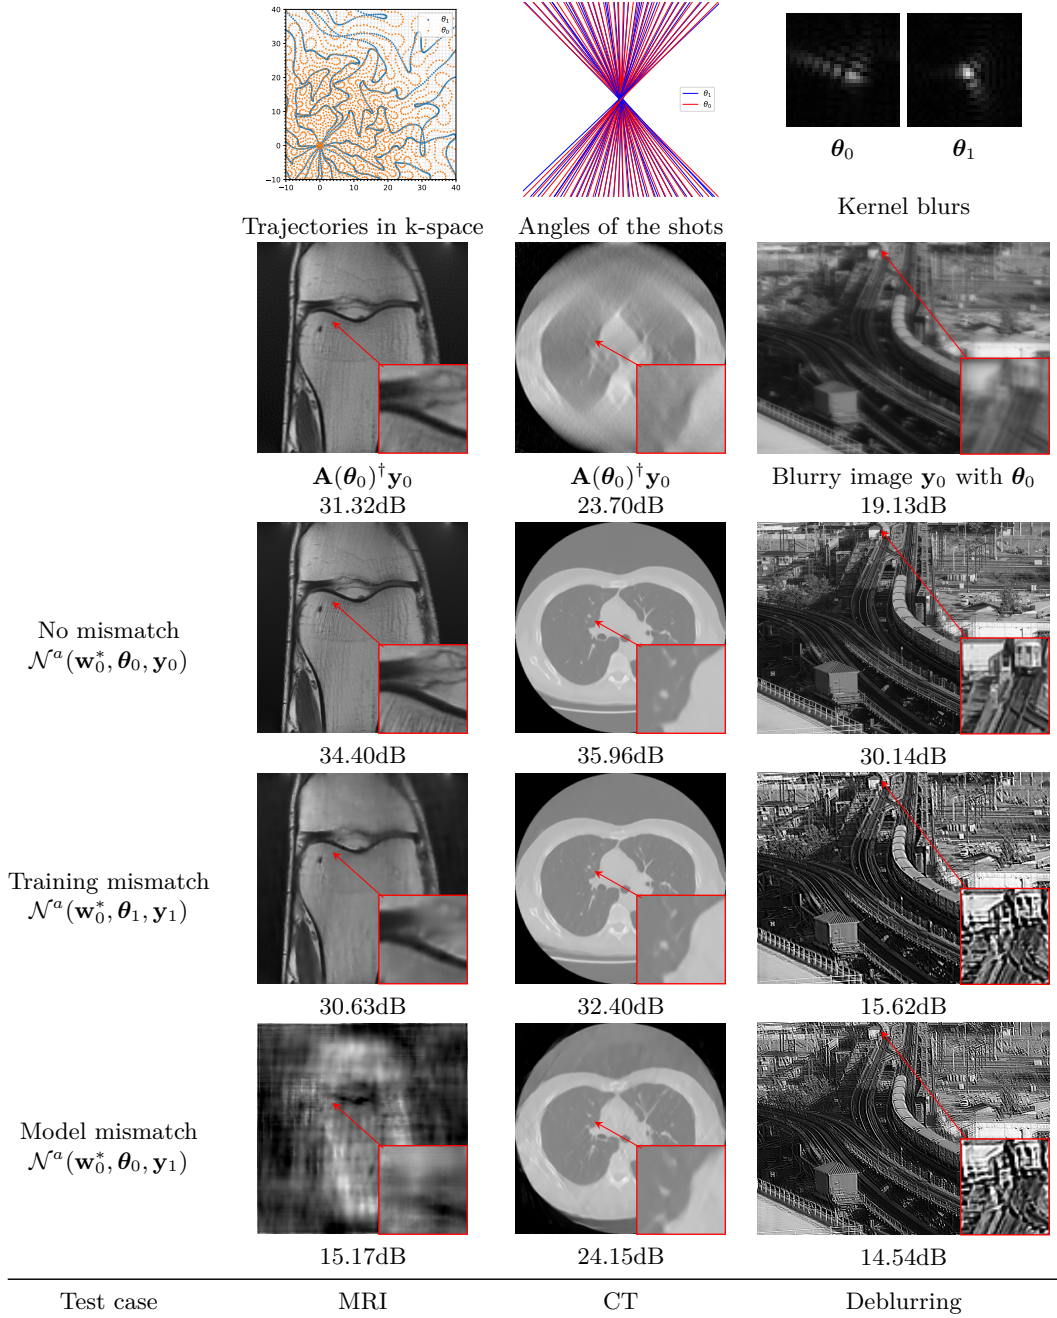 40
30
20
10
0
−10
−10 0 10 20 30 40
θ₁
θ₀
θ₁
θ₀
θ₀ θ₁
Kernel blurs
Trajectories in k-space Angles of the shots
A(θ₀)†y₀ A(θ₀)†y₀ Blurry image y₀ with θ₀
31.32dB 23.70dB 19.13dB
No mismatch
𝒩ᵃ(w₀*, θ₀, y₀)
34.40dB 35.96dB 30.14dB
Training mismatch
𝒩ᵃ(w₀*, θ₁, y₁)
30.63dB 32.40dB 15.62dB
Model mismatch
𝒩ᵃ(w₀*, θ₀, y₁)
15.17dB 24.15dB 14.54dB
Test case MRI CT Deblurring